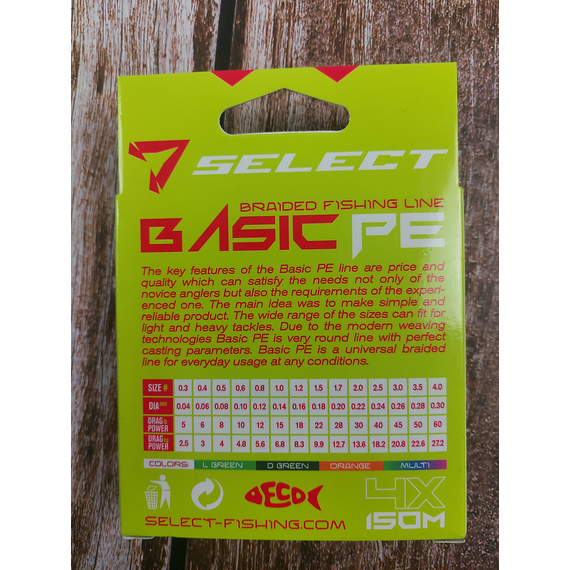 SELECT
BRAIDED FISHING LINE
BASIC PE
The key features of the Basic PE line are price and
quality which can satisfy the needs not only of the
novice anglers but also the requirements of the experi-
enced one. The main idea was to make simple and
reliable product. The wide range of the sizes can fit for
light and heavy tackles. Due to the modern weaving
technologies Basic PE is very round line with perfect
casting parameters. Basic PE is a universal braided
line for everyday usage at any conditions.
SIZE # 0.3 0.4 0.5 0.6 0.8 1.0 1.2 1.5 1.7 2.0 2.5 3.0 3.5 4.0
DIA 0.04 0.06 0.08 0.10 0.12 0.14 0.16 0.18 0.20 0.22 0.24 0.26 0.28 0.30
DRAG lb POWER 5 6 8 10 12 15 18 22 28 30 40 45 50 60
DRAG kg POWER 2.5 3 4 4.8 5.6 6.8 8.3 9.9 12.7 13.6 18.2 20.8 22.6 27.2
COLORS: L GREEN D GREEN ORANGE MULTI
DECO
4X
SELECT-FISHING.COM
150M